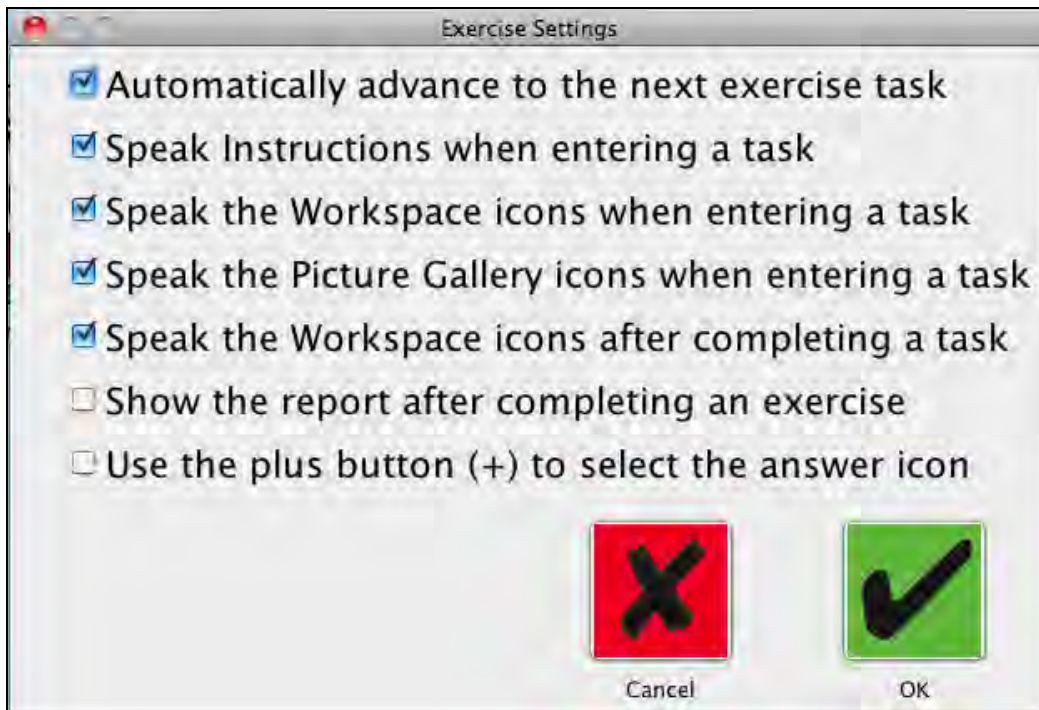 Exercise Settings
Automatically advance to the next exercise task
Speak Instructions when entering a task
Speak the Workspace icons when entering a task
Speak the Picture Gallery icons when entering a task
Speak the Workspace icons after completing a task
Show the report after completing an exercise
Use the plus button (+) to select the answer icon
Cancel OK